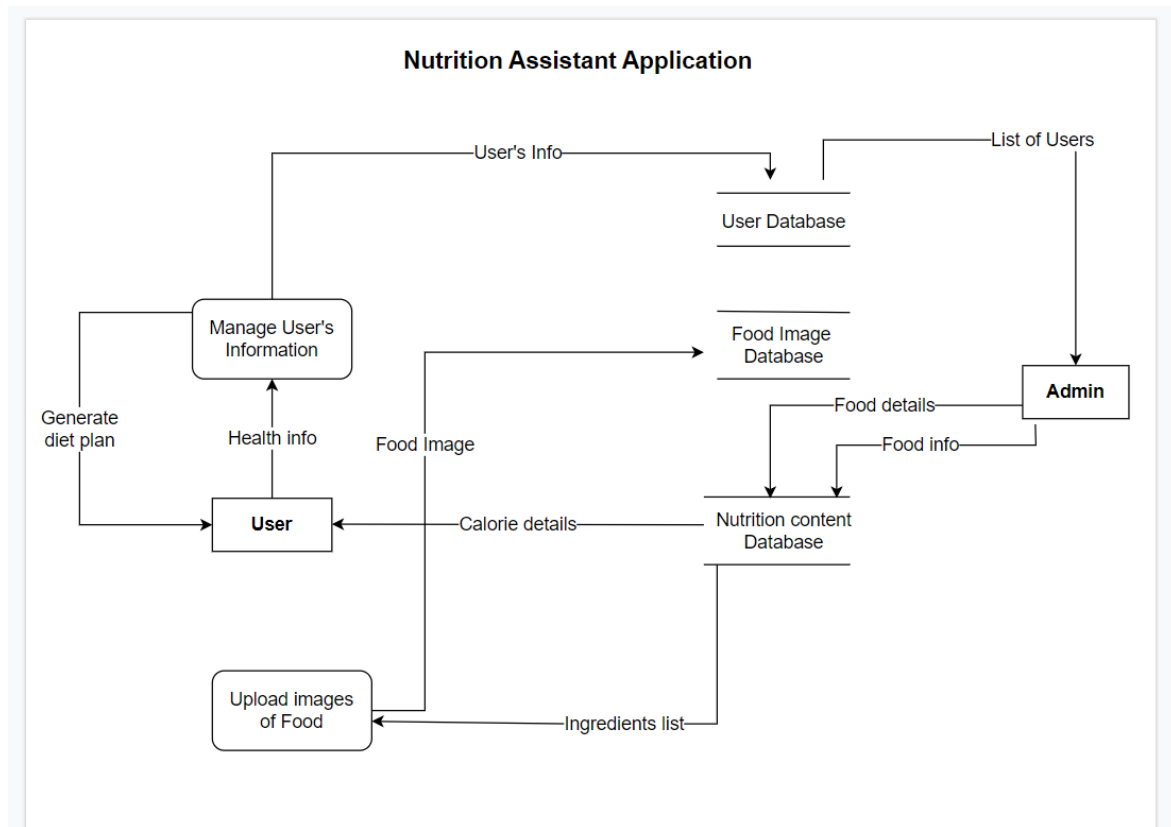 Nutrition Assistant Application
User's Info
List of Users
User Database
Manage User's
Information
Food Image
Database
Admin
Generate
diet plan
Health info
Food Image
Food details
Food info
User
Calorie details
Nutrition content
Database
Upload images
of Food
Ingredients list